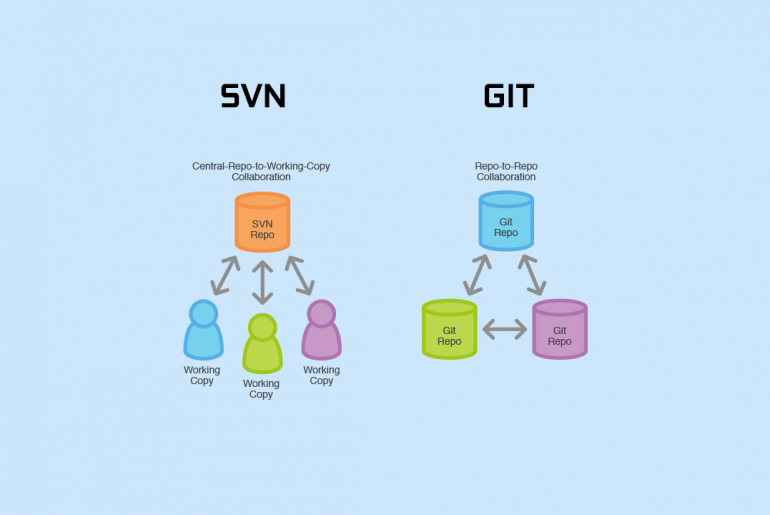 SVN
Central-Repo-to-Working-Copy
Collaboration
SVN
Repo
Working
Copy
Working
Copy
Working
Copy
GIT
Repo-to-Repo
Collaboration
Git
Repo
Git
Repo
Git
Repo